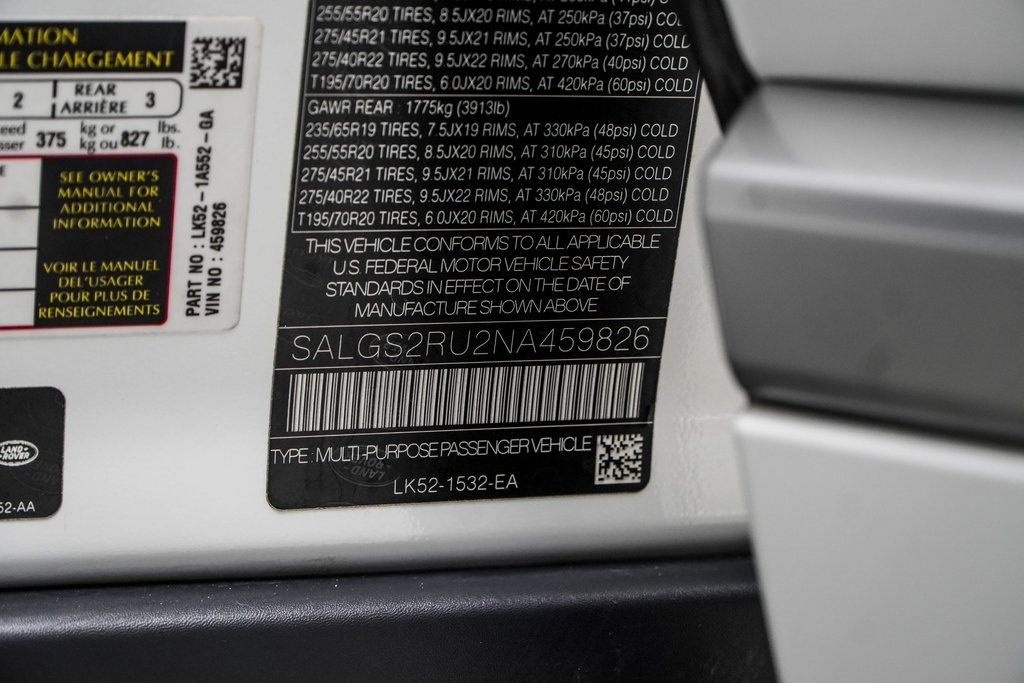 MATION
LE CHARGEMENT
2 REAR ARRIÈRE 3
375 kg or kg ou 827 lbs. lb.
SEE OWNER'S
MANUAL FOR
ADDITIONAL
INFORMATION
VOIR LE MANUEL
DEL'USAGER
POUR PLUS DE
RENSEIGNEMENTS
PART NO : LK52-1A552-GA
VIN NO : 459826
LAND-
ROVER
52-AA
255/55R20 TIRES, 8.5JX20 RIMS, AT 250kPa (37psi) COL
275/45R21 TIRES, 9.5JX21 RIMS, AT 250kPa (37psi) COLD
275/40R22 TIRES, 9.5JX22 RIMS, AT 270kPa (40psi) COLD
T195/70R20 TIRES, 6.0JX20 RIMS, AT 420kPa (60psi) COLD
GAWR REAR : 1775kg (3913lb)
235/65R19 TIRES, 7.5JX19 RIMS, AT 330kPa (48psi) COLD
255/55R20 TIRES, 8.5JX20 RIMS, AT 310kPa (45psi) COLD
275/45R21 TIRES, 9.5JX21 RIMS, AT 310kPa (45psi) COLD
275/40R22 TIRES, 9.5JX22 RIMS, AT 330kPa (48psi) COLD
T195/70R20 TIRES, 6.0JX20 RIMS, AT 420kPa (60psi) COLD
THIS VEHICLE CONFORMS TO ALL APPLICABLE
U.S. FEDERAL MOTOR VEHICLE SAFETY
STANDARDS IN EFFECT ON THE DATE OF
MANUFACTURE SHOWN ABOVE
SALGS2RU2NA459826
TYPE : MULTI-PURPOSE PASSENGER VEHICLE
LK52-1532-EA